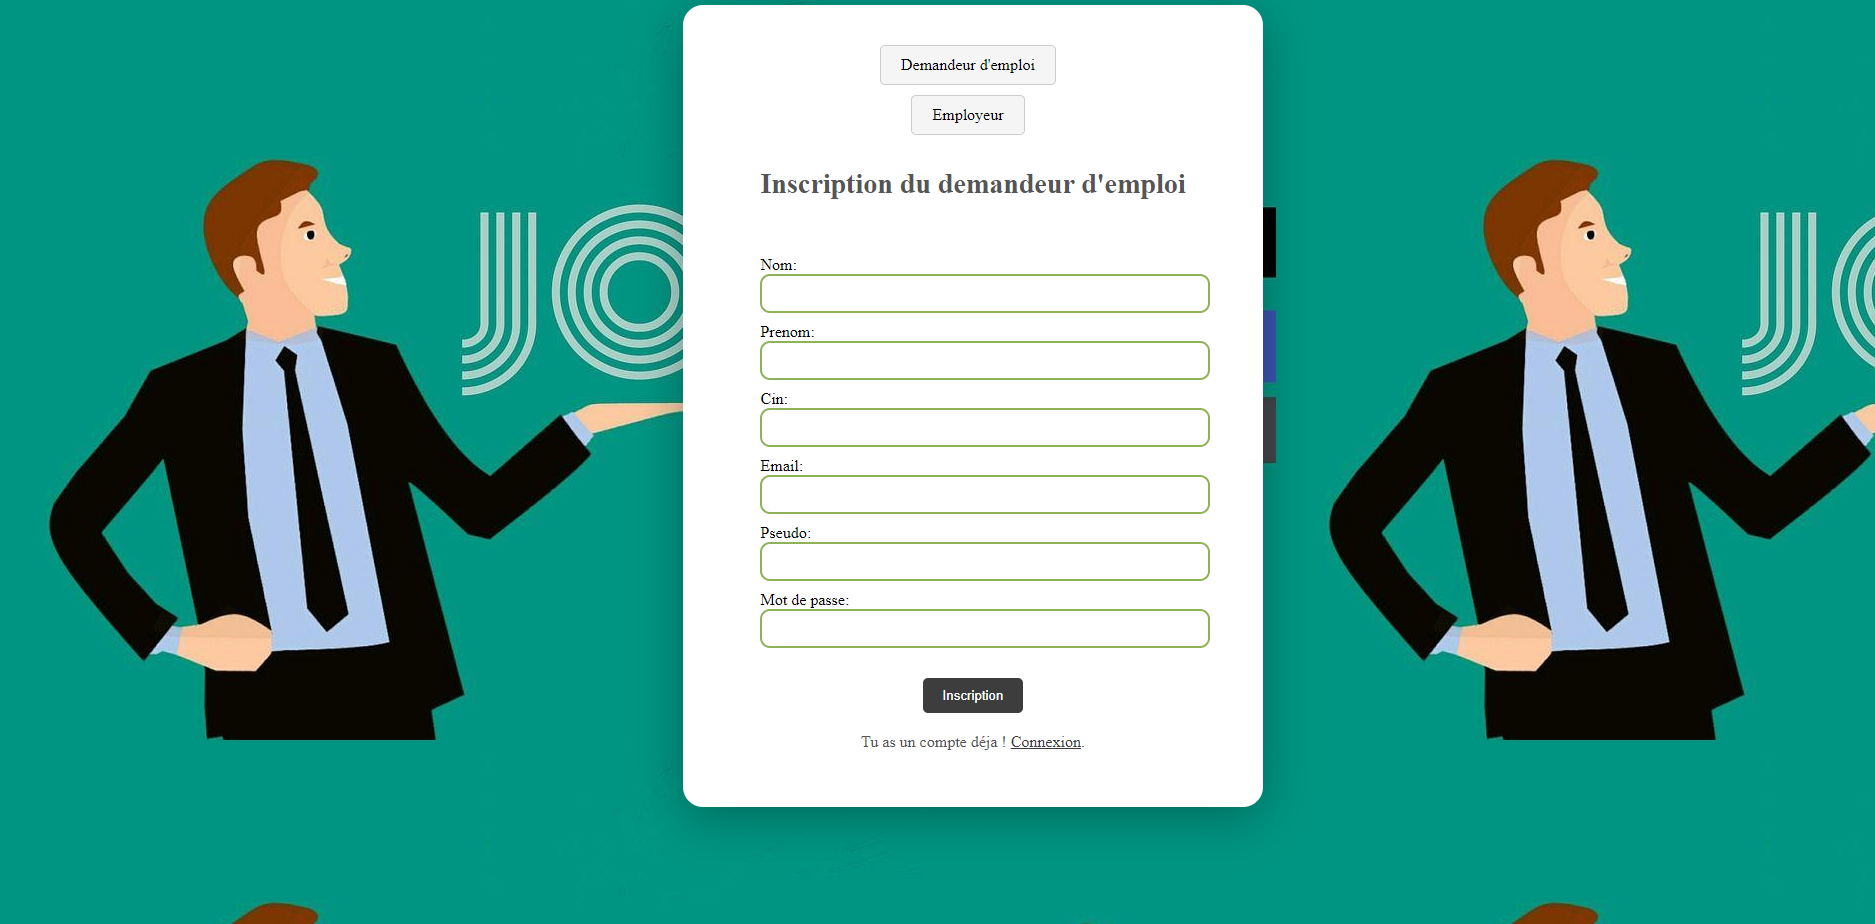 Demandeur d'emploi
Employeur
Inscription du demandeur d'emploi
JO
JO
Nom:
Prenom:
Cin:
Email:
Pseudo:
Mot de passe:
Inscription
Tu as un compte déja ! Connexion.